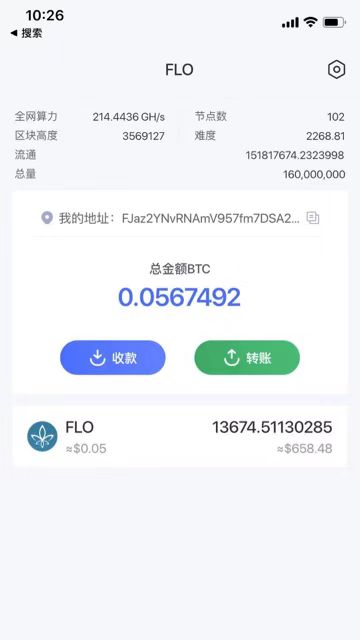 10:26
◀ 搜索
FLO
全网算力 214.4436 GH/s 节点数 102
区块高度 3569127 难度 2268.81
流通 151817674.2323998
总量 160,000,000
我的地址：FJaz2YNvRNAmV957fm7DSA2...
总金额BTC
0.0567492
收款 转账
FLO 13674.51130285
≈$0.05 ≈$658.48